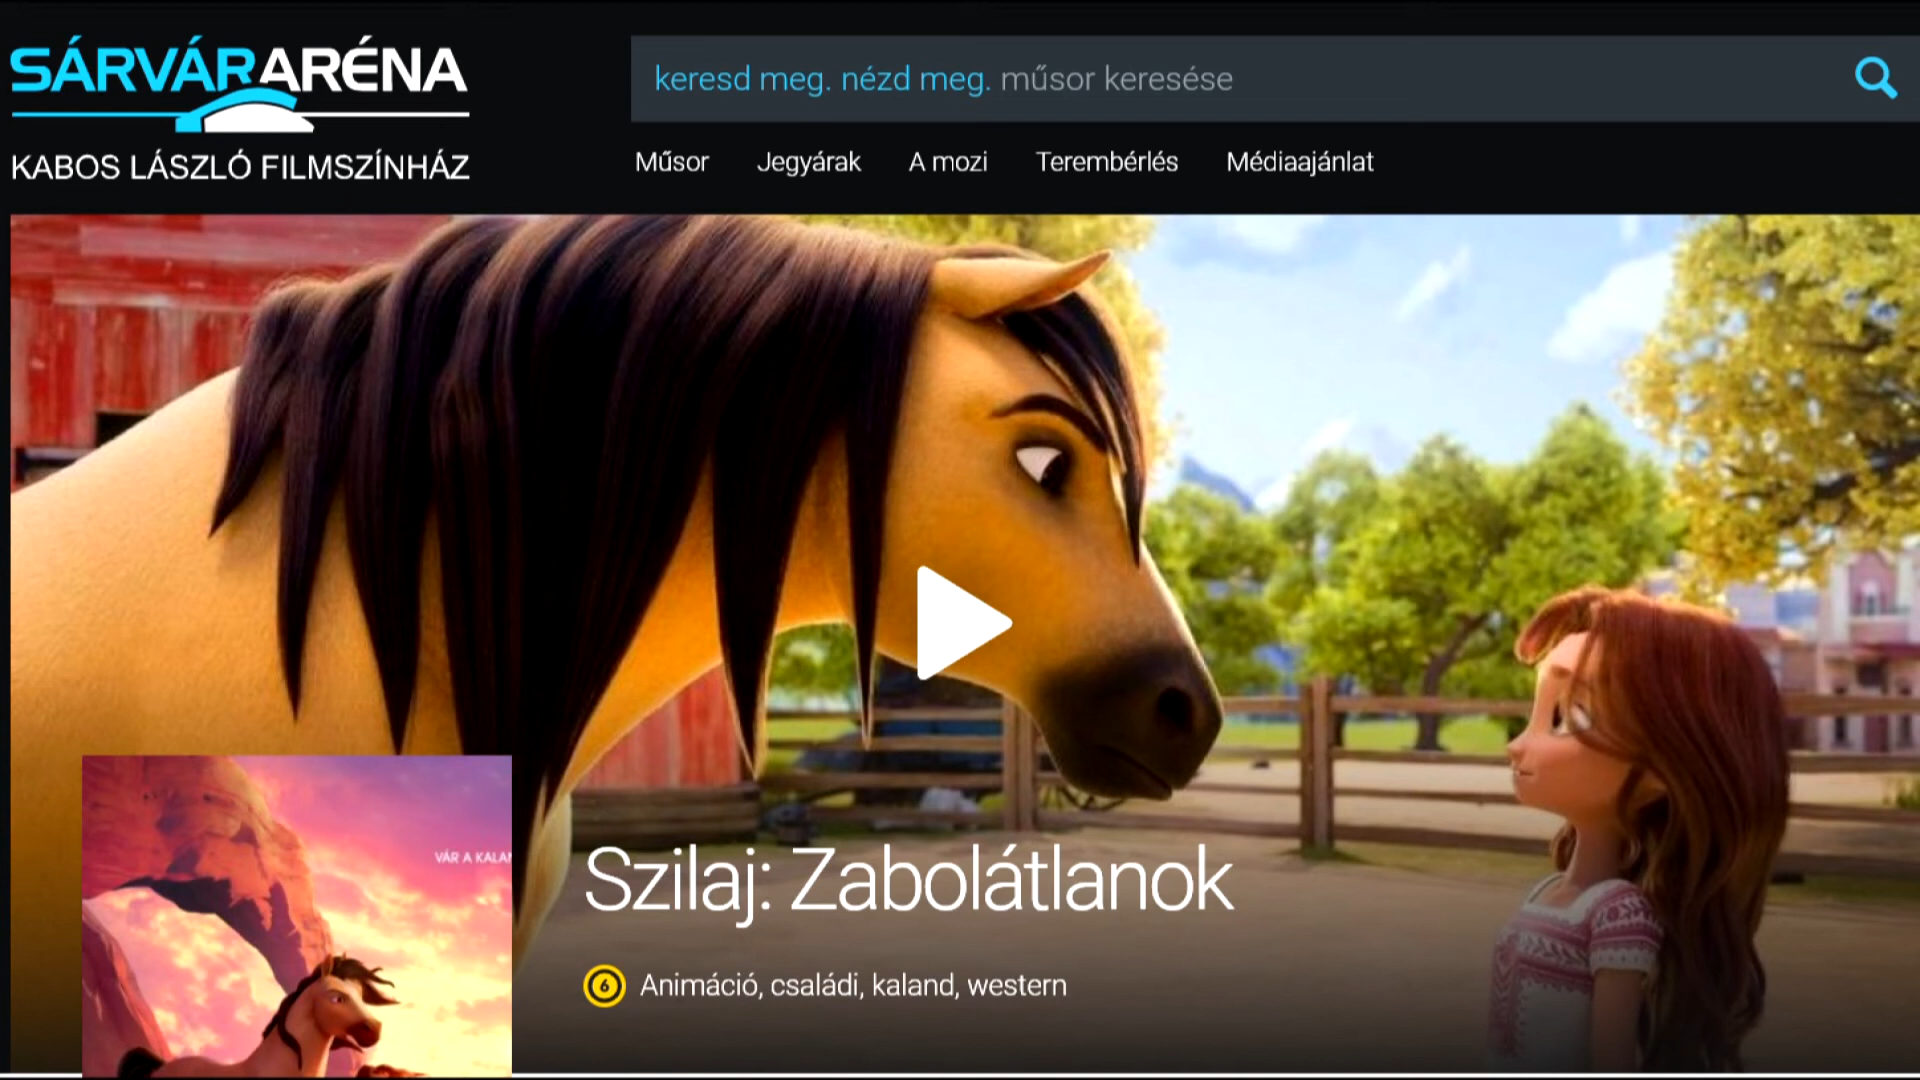 SÁRVÁRARÉNA
KABOS LÁSZLÓ FILMSZÍNHÁZ
keresd meg. nézd meg. műsor keresése
Műsor Jegyárak A mozi Terembérlés Médiaajánlat
VÁR A KALAN
Szilaj: Zabolátlanok
6 Animáció, családi, kaland, western